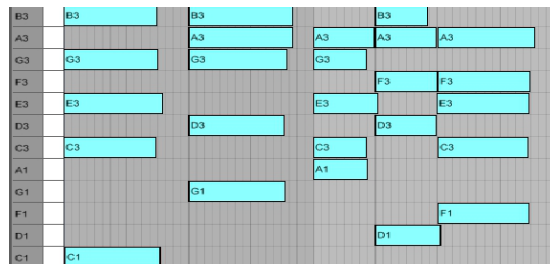 B3 B3 B3 B3
A3 A3 A3 A3 A3
G3 G3 G3 G3
F3 F3 F3
E3 E3 E3 E3
D3 D3 D3
C3 C3 C3 C3
A1 A1
G1 G1
F1 F1
D1 D1
C1 C1